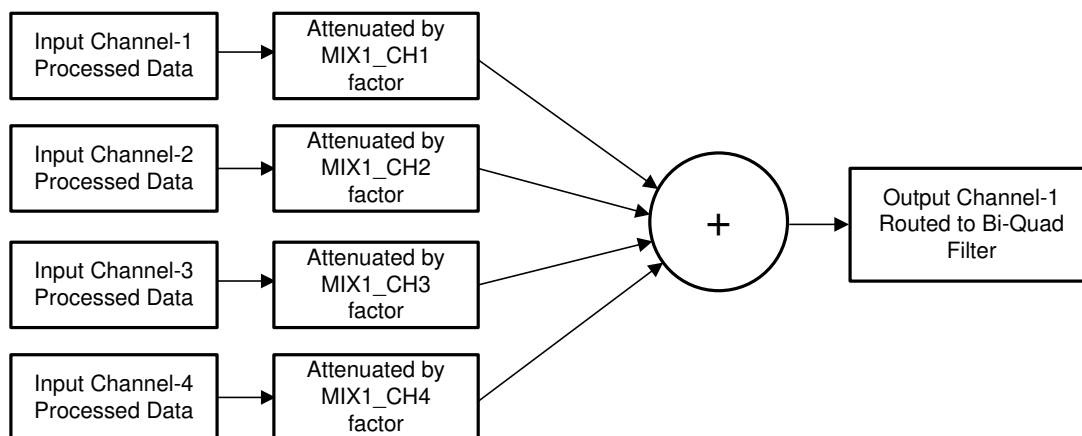 Input Channel-1
Processed Data
Attenuated by
MIX1_CH1
factor
Input Channel-2
Processed Data
Attenuated by
MIX1_CH2
factor
Input Channel-3
Processed Data
Attenuated by
MIX1_CH3
factor
Input Channel-4
Processed Data
Attenuated by
MIX1_CH4
factor
+
Output Channel-1
Routed to Bi-Quad
Filter